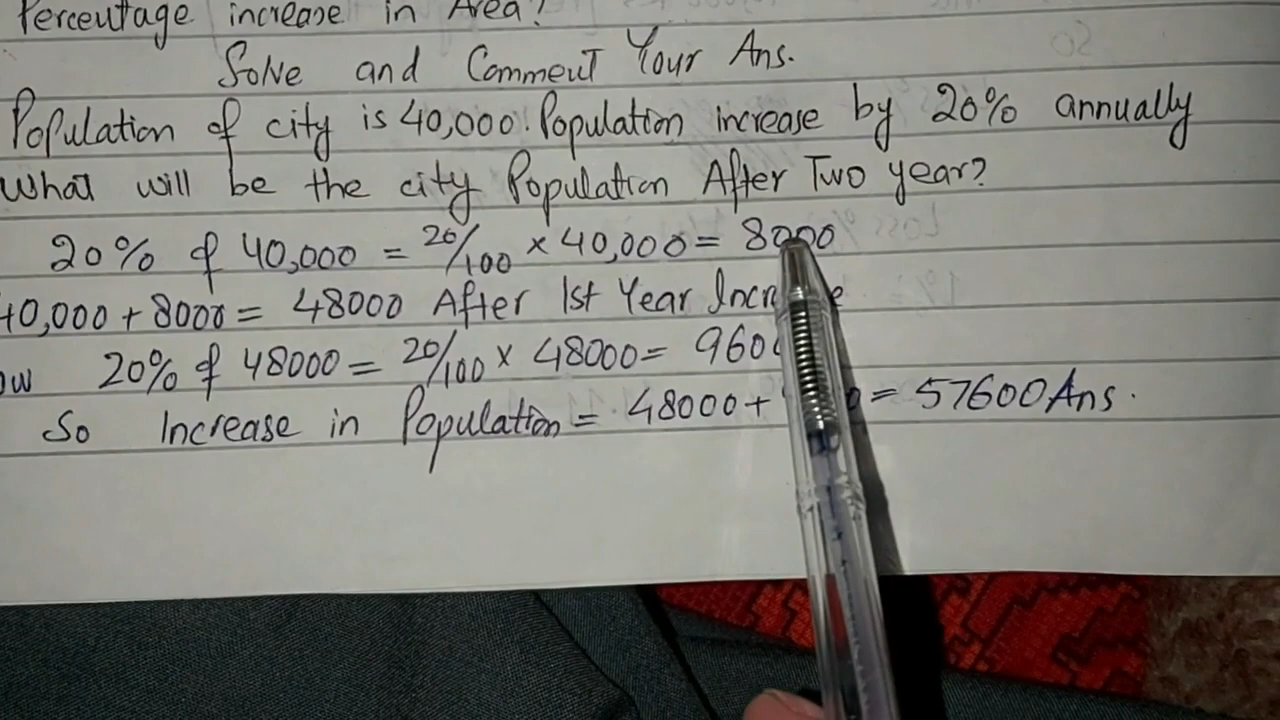 Percentage increase in Area?
Solve and Comment Your Ans.
Population of city is 40,000. Population increase by 20% annually
What will be the city Population After Two year?
20% of 40,000 = 20/100 × 40,000 = 8000
40,000 + 8000 = 48000 After 1st Year
20% of 48000 = 20/100 × 48000 =
So Increase in Population = 48000 + = 57600 Ans.